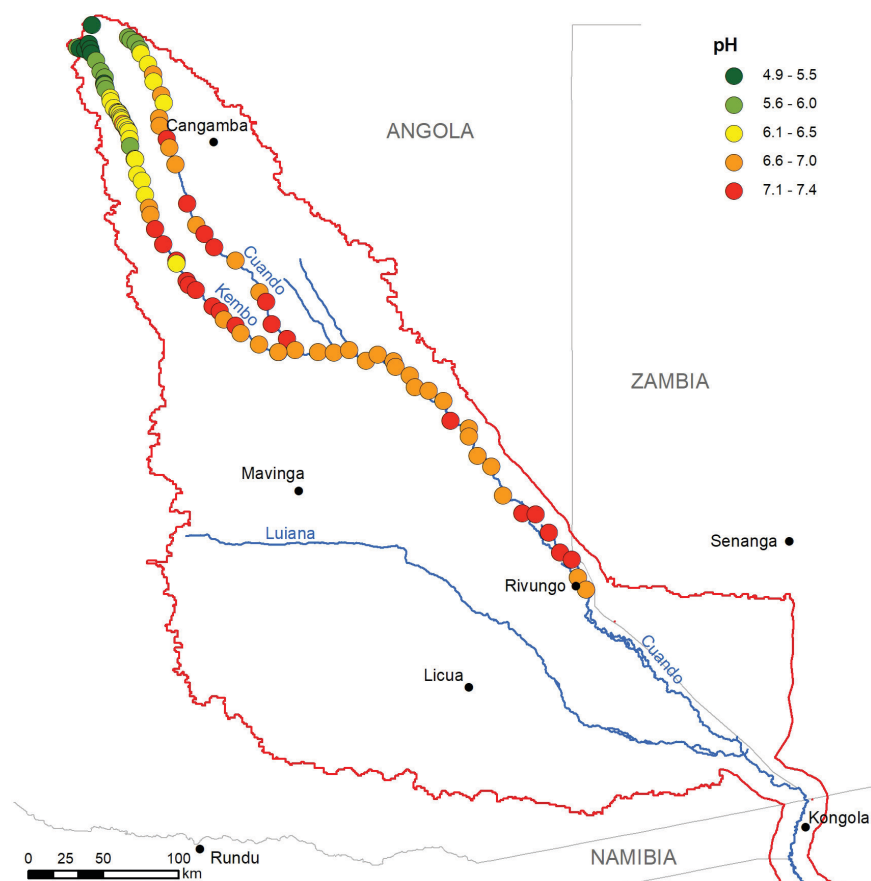 pH
4.9 - 5.5
5.6 - 6.0
6.1 - 6.5
6.6 - 7.0
7.1 - 7.4
Cangamba
ANGOLA
Cuando
Kembo
ZAMBIA
Mavinga
Luiana
Senanga
Rivungo
Cuando
Licua
Kongola
Rundu
NAMIBIA
0 25 50 100
km